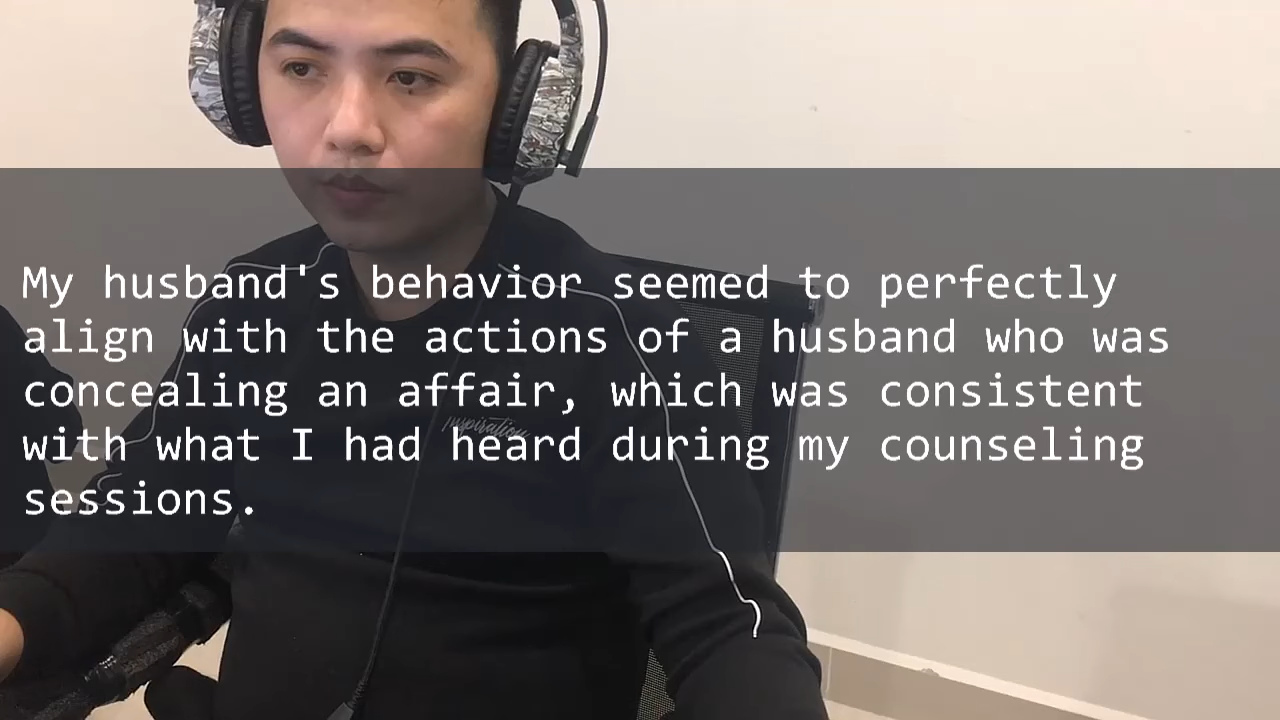 My husband's behavior seemed to perfectly
align with the actions of a husband who was
concealing an affair, which was consistent
with what I had heard during my counseling
sessions.
Inspiration